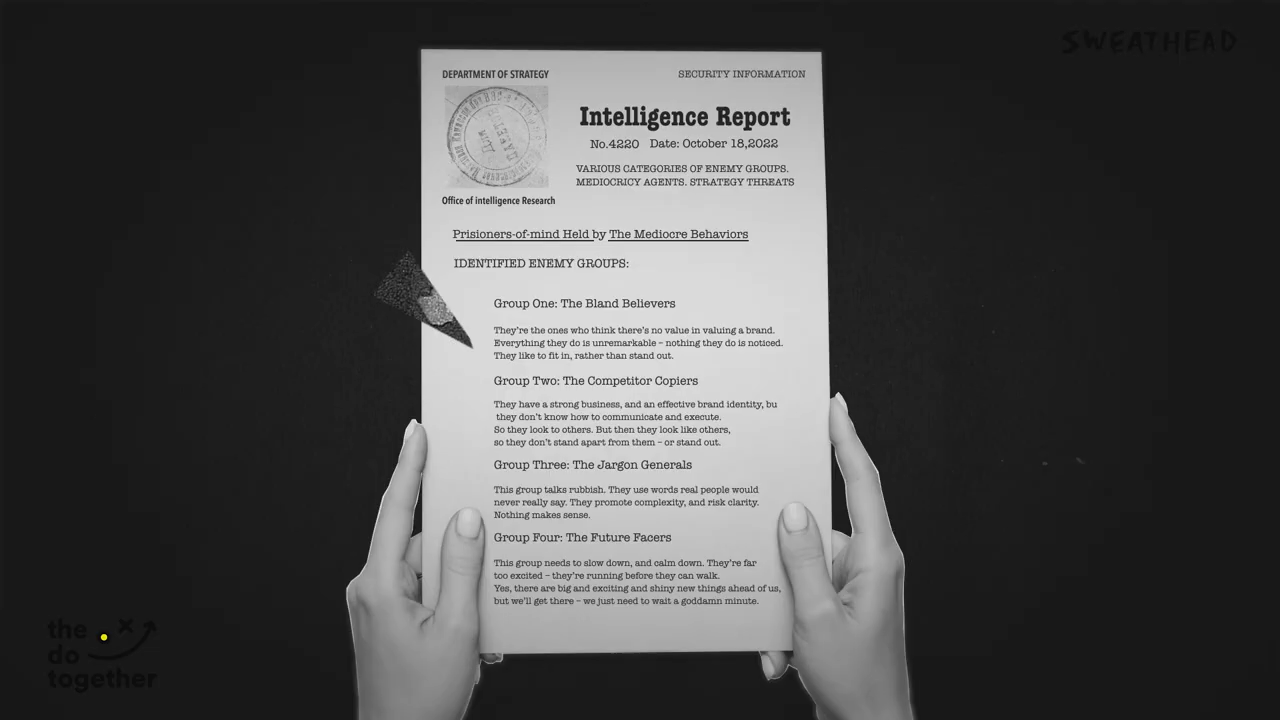 SWEATHEAD
DEPARTMENT OF STRATEGY
SECURITY INFORMATION
Intelligence Report
No.4220 Date: October 18,2022
VARIOUS CATEGORIES OF ENEMY GROUPS.
MEDIOCRICY AGENTS. STRATEGY THREATS
Office of intelligence Research
Prisioners-of-mind Held by The Mediocre Behaviors
IDENTIFIED ENEMY GROUPS:
Group One: The Bland Believers
They're the ones who think there's no value in valuing a brand.
Everything they do is unremarkable – nothing they do is noticed.
They like to fit in, rather than stand out.
Group Two: The Competitor Copiers
They have a strong business, and an effective brand identity, bu
they don't know how to communicate and execute.
So they look to others. But then they look like others,
so they don't stand apart from them – or stand out.
Group Three: The Jargon Generals
This group talks rubbish. They use words real people would
never really say. They promote complexity, and risk clarity.
Nothing makes sense.
Group Four: The Future Facers
This group needs to slow down, and calm down. They're far
too excited – they're running before they can walk.
Yes, there are big and exciting and shiny new things ahead of us,
but we'll get there – we just need to wait a goddamn minute.
the
do
together